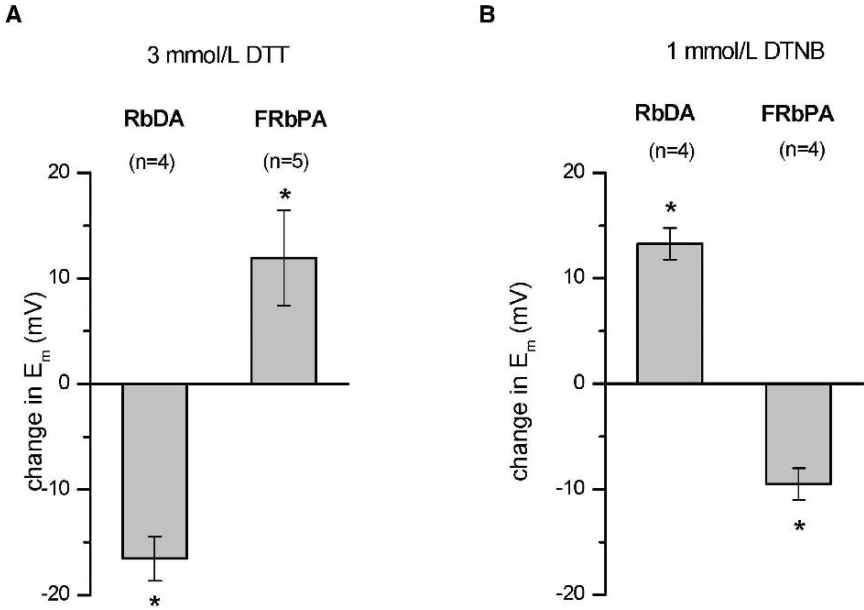 A
3 mmol/L DTT
RbDA FRbPA
(n=4) (n=5)
20
10
0
-10
-20
change in Em (mV)
*
*
B
1 mmol/L DTNB
RbDA FRbPA
(n=4) (n=4)
20
10
0
-10
-20
change in Em (mV)
*
*